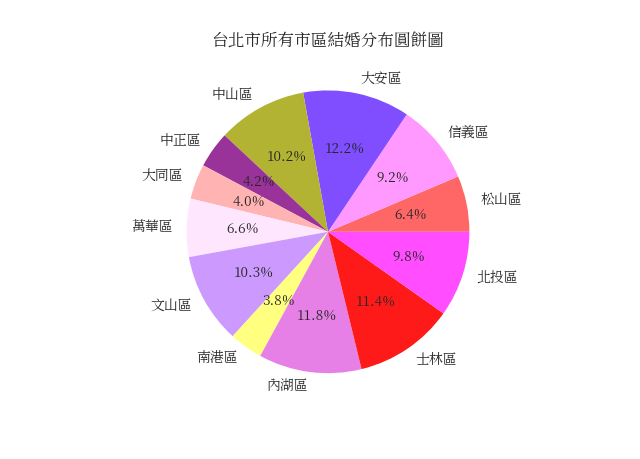 台北市所有市區結婚分布圓餅圖
松山區
6.4%
信義區
9.2%
大安區
12.2%
中山區
10.2%
中正區
4.2%
大同區
4.0%
萬華區
6.6%
文山區
10.3%
南港區
3.8%
內湖區
11.8%
士林區
11.4%
北投區
9.8%